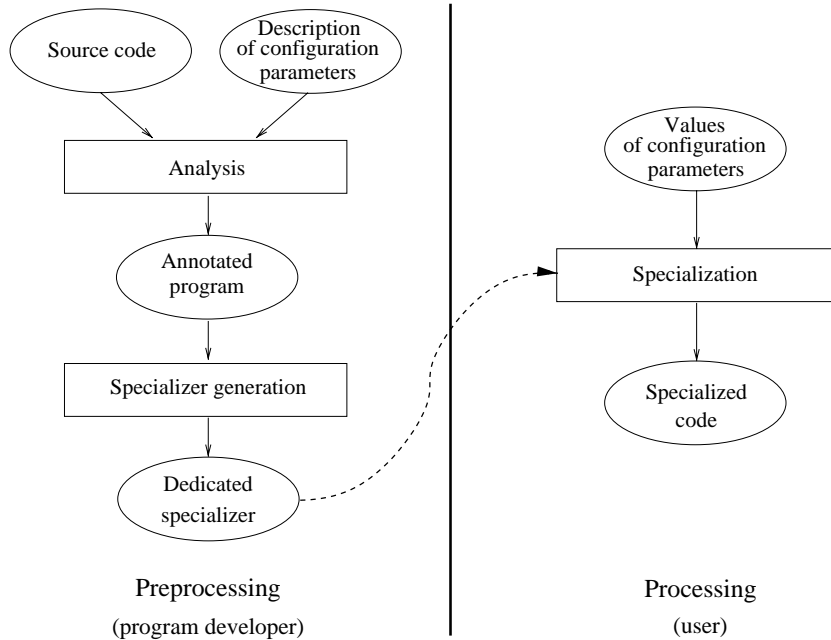 Source code
Description
of configuration
parameters
Analysis
Annotated
program
Specializer generation
Dedicated
specializer
Preprocessing
(program developer)
Values
of configuration
parameters
Specialization
Specialized
code
Processing
(user)